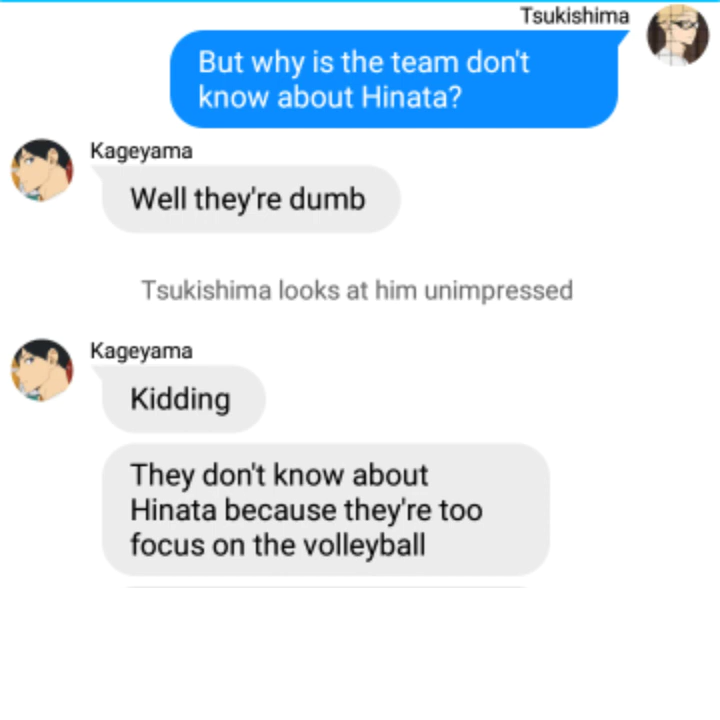 Tsukishima
But why is the team don't
know about Hinata?
Kageyama
Well they're dumb
Tsukishima looks at him unimpressed
Kageyama
Kidding
They don't know about
Hinata because they're too
focus on the volleyball